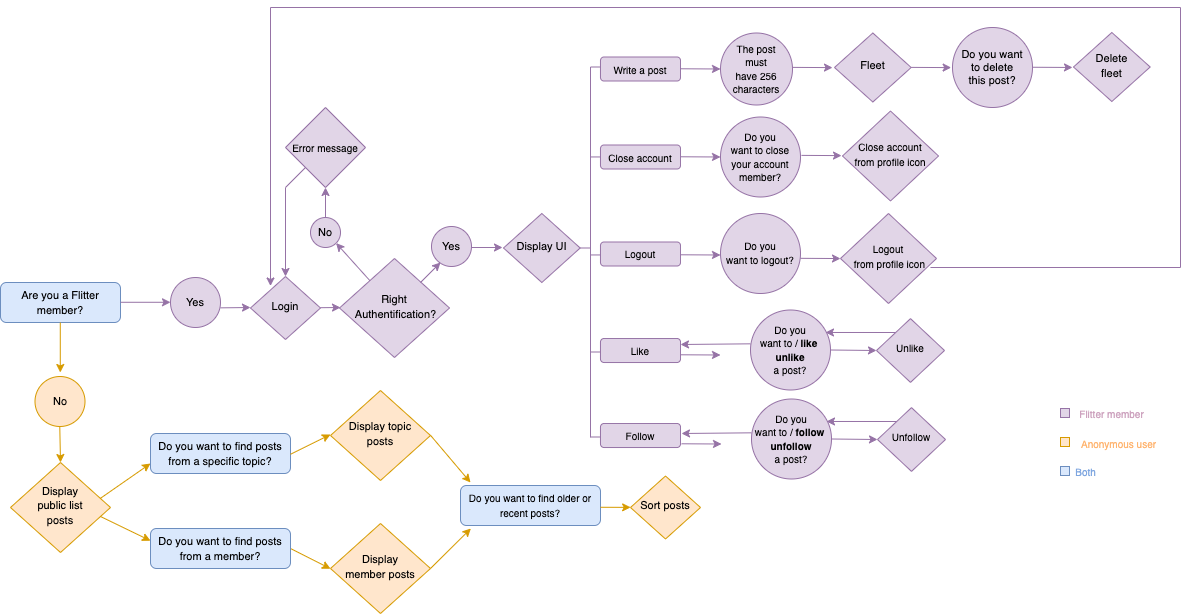 Write a post
The post
must
have 256
characters
Fleet
Do you want
to delete
this post?
Delete
fleet
Error message
Close account
Do you
want to close
your account
member?
Close account
from profile icon
No
Yes
Display UI
Logout
Do you
want to logout?
Logout
from profile icon
Are you a Flitter
member?
Yes
Login
Right
Authentification?
Like
Do you
want to / like
unlike
a post?
Unlike
No
Follow
Do you
want to / follow
unfollow
a post?
Unfollow
Flitter member
Anonymous user
Both
Display
public list
posts
Do you want to find posts
from a specific topic?
Display topic
posts
Do you want to find posts
from a member?
Display
member posts
Do you want to find older or
recent posts?
Sort posts